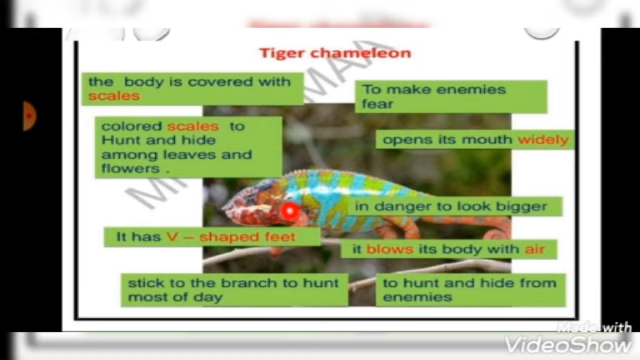 Tiger chameleon
the body is covered with
scales
To make enemies
fear
colored scales to
Hunt and hide
among leaves and
flowers .
opens its mouth widely
in danger to look bigger
It has V – shaped feet
it blows its body with air
stick to the branch to hunt
most of day
to hunt and hide from
enemies
Made with
VideoShow